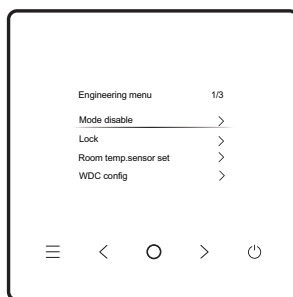 Engineering menu 1/3
Mode disable
Lock
Room temp.sensor set
WDC config